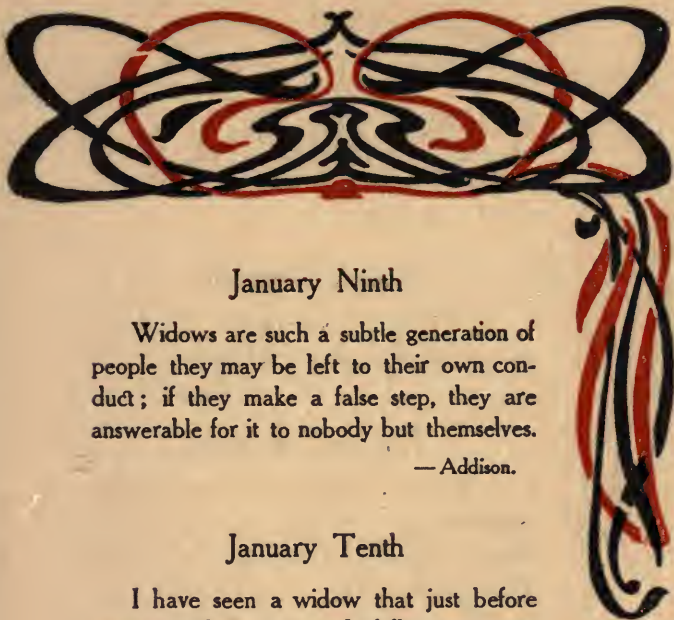 January Ninth
Widows are such a subtle generation of
people they may be left to their own con-
duct; if they make a false step, they are
answerable for it to nobody but themselves.
— Addison.
January Tenth
I have seen a widow that just before